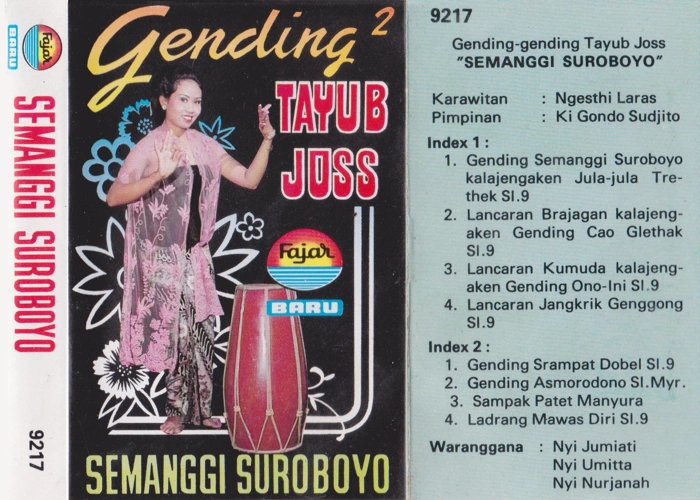 Fajar
BARU
SEMANGGI SUROBOYO
9217
Gending 2
TAYUB
JOSS
Fajar
BARU
SEMANGGI SUROBOYO
9217
Gending-gending Tayub Joss
"SEMANGGI SUROBOYO"
Karawitan : Ngesthi Laras
Pimpinan : Ki Gondo Sudjito
Index 1 :
1. Gending Semanggi Suroboyo
kalajengaken Jula-jula Tre-
thek Sl.9
2. Lancaran Brajagan kalajeng-
aken Gending Cao Glethak
Sl.9
3. Lancaran Kumuda kalajeng-
aken Gending Ono-Ini Sl.9
4. Lancaran Jangkrik Genggong
Sl.9
Index 2 :
1. Gending Srampat Dobel Sl.9
2. Gending Asmorodono Sl.Myr.
3. Sampak Patet Manyura
4. Ladrang Mawas Diri Sl.9
Waranggana : Nyi Jumiati
Nyi Umitta
Nyi Nurjanah